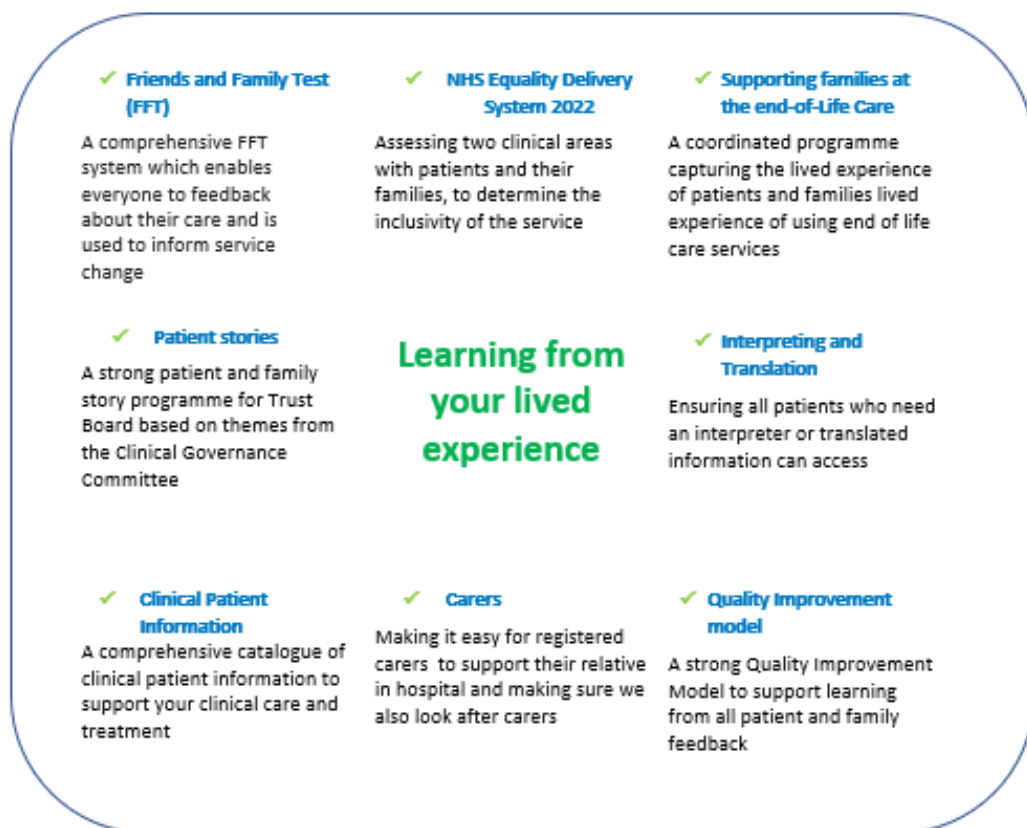 ✓ Friends and Family Test
(FFT)
A comprehensive FFT
system which enables
everyone to feedback
about their care and is
used to inform service
change
✓ NHS Equality Delivery
System 2022
Assessing two clinical areas
with patients and their
families, to determine the
inclusivity of the service
✓ Supporting families at
the end-of-Life Care
A coordinated programme
capturing the lived experience
of patients and families lived
experience of using end of life
care services
✓ Patient stories
A strong patient and family
story programme for Trust
Board based on themes from
the Clinical Governance
Committee
Learning from
your lived
experience
✓ Interpreting and
Translation
Ensuring all patients who need
an interpreter or translated
information can access
✓ Clinical Patient
Information
A comprehensive catalogue of
clinical patient information to
support your clinical care and
treatment
✓ Carers
Making it easy for registered
carers to support their relative
in hospital and making sure we
also look after carers
✓ Quality Improvement
model
A strong Quality Improvement
Model to support learning
from all patient and family
feedback